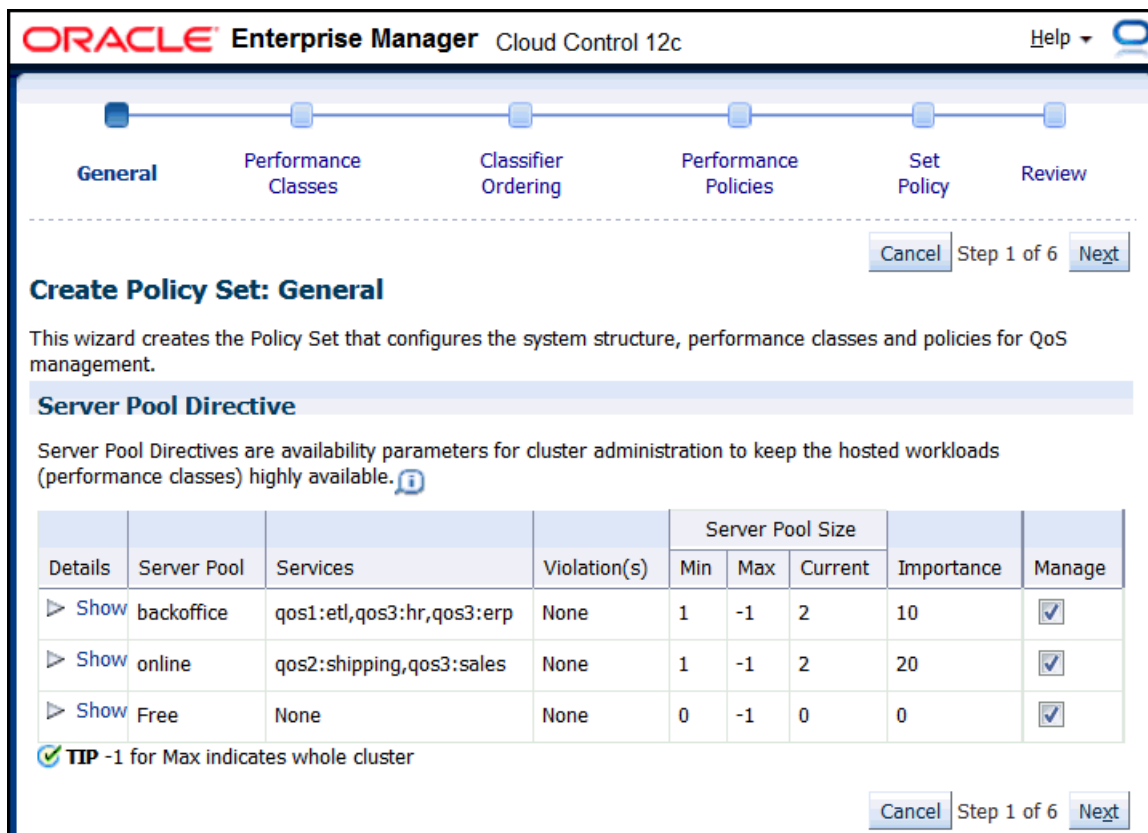 ORACLE Enterprise Manager Cloud Control 12c Help
General Performance Classes Classifier Ordering Performance Policies Set Policy Review
Cancel Step 1 of 6 Next
Create Policy Set: General
This wizard creates the Policy Set that configures the system structure, performance classes and policies for QoS
management.
Server Pool Directive
Server Pool Directives are availability parameters for cluster administration to keep the hosted workloads
(performance classes) highly available.
Server Pool Size
Details Server Pool Services Violation(s) Min Max Current Importance Manage
Show backoffice qos1:etl,qos3:hr,qos3:erp None 1 -1 2 10
Show online qos2:shipping,qos3:sales None 1 -1 2 20
Show Free None None 0 -1 0 0
TIP -1 for Max indicates whole cluster
Cancel Step 1 of 6 Next